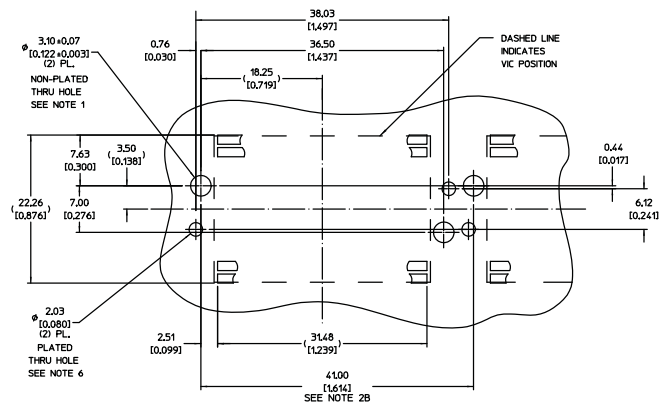 38.03
[1.497]
0.76
[0.030]
36.50
[1.437]
DASHED LINE
INDICATES
VIC POSITION
ø 3.10±0.07
[0.122±0.003]
(2) PL.
NON-PLATED
THRU HOLE
SEE NOTE 1
(18.25
[0.719])
7.63
[0.300]
(3.50
[0.138])
0.44
[0.017]
(22.26
[0.876])
7.00
[0.276]
6.12
[0.241]
ø 2.03
[0.080]
(2) PL.
PLATED
THRU HOLE
SEE NOTE 6
2.51
[0.099]
(31.48
[1.239])
41.00
[1.614]
SEE NOTE 2B